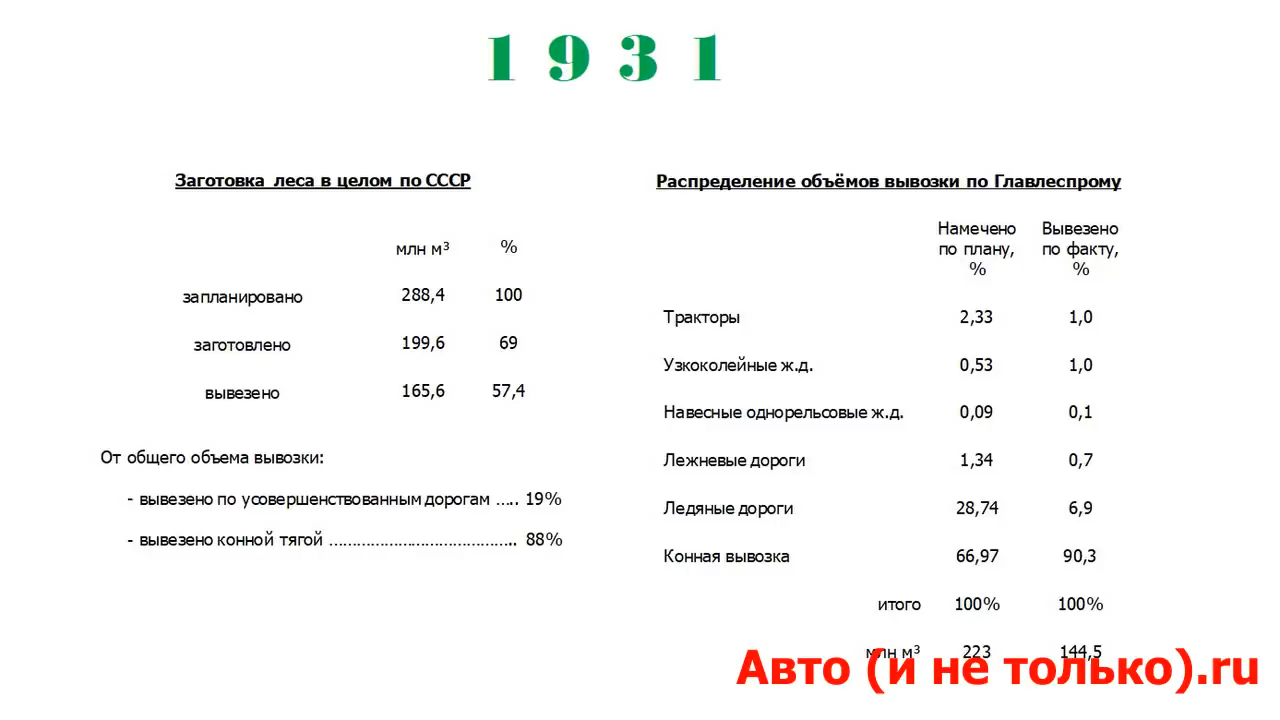 1931
Заготовка леса в целом по СССР
млн м³ %
запланировано 288,4 100
заготовлено 199,6 69
вывезено 165,6 57,4
От общего объема вывозки:
- вывезено по усовершенствованным дорогам ..... 19%
- вывезено конной тягой ........................................ 88%
Распределение объёмов вывозки по Главлеспрому
Намечено Вывезено
по плану, по факту,
% %
Тракторы 2,33 1,0
Узкоколейные ж.д. 0,53 1,0
Навесные однорельсовые ж.д. 0,09 0,1
Лежневые дороги 1,34 0,7
Ледяные дороги 28,74 6,9
Конная вывозка 66,97 90,3
итого 100% 100%
млн м³ 223 144,5
Авто (и не только).ru